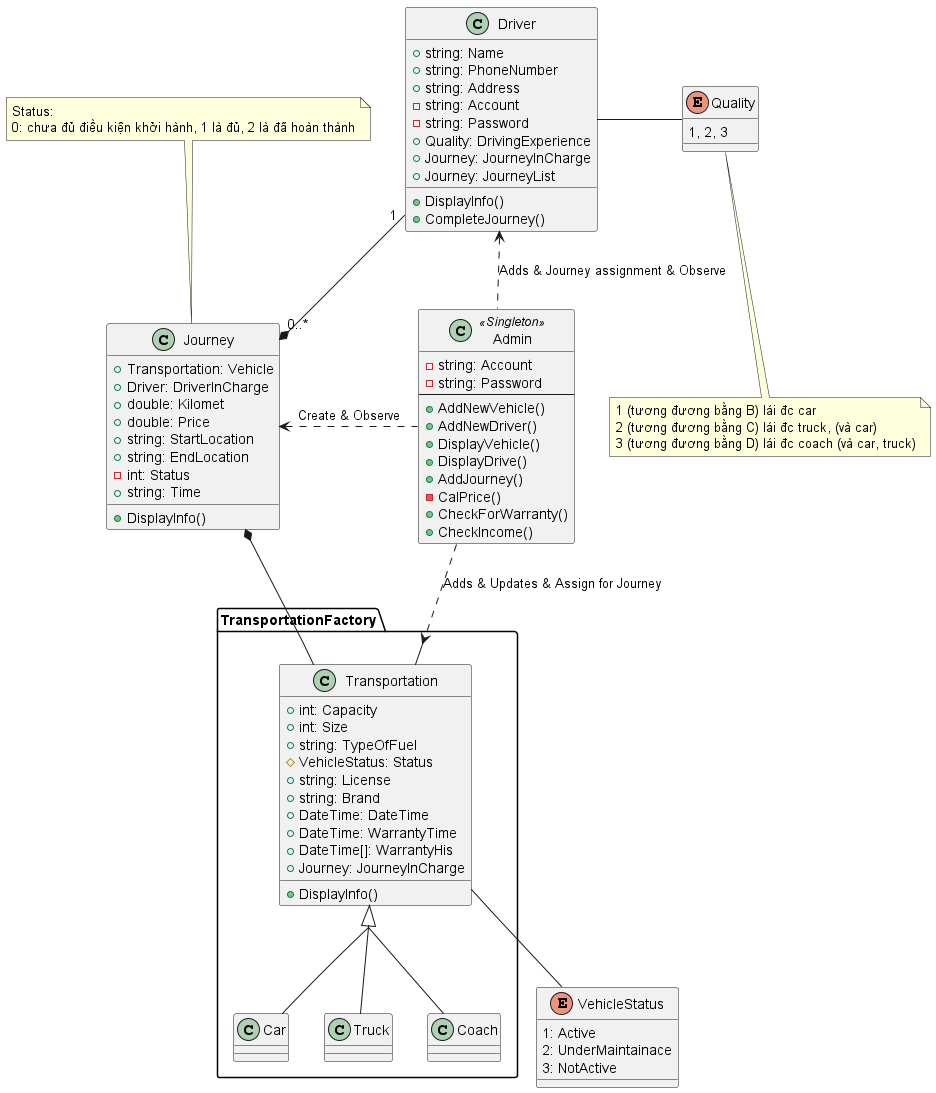 C Driver
string: Name
string: PhoneNumber
string: Address
string: Account
string: Password
Quality: DrivingExperience
Journey: JourneyInCharge
Journey: JourneyList
DisplayInfo()
CompleteJourney()
E Quality
1, 2, 3
Status:
0: chưa đủ điều kiện khởi hành, 1 là đủ, 2 là đã hoàn thành
1
0..*
Adds & Journey assignment & Observe
C Journey
Transportation: Vehicle
Driver: DriverInCharge
double: Kilomet
double: Price
string: StartLocation
string: EndLocation
int: Status
string: Time
DisplayInfo()
Create & Observe
C «Singleton»
Admin
string: Account
string: Password
AddNewVehicle()
AddNewDriver()
DisplayVehicle()
DisplayDrive()
AddJourney()
CalPrice()
CheckForWarranty()
CheckIncome()
1 (tương đương bằng B) lái đc car
2 (tương đương bằng C) lái đc truck, (và car)
3 (tương đương bằng D) lái đc coach (và car, truck)
Adds & Updates & Assign for Journey
TransportationFactory
C Transportation
int: Capacity
int: Size
string: TypeOfFuel
VehicleStatus: Status
string: License
string: Brand
DateTime: DateTime
DateTime: WarrantyTime
DateTime[]: WarrantyHis
Journey: JourneyInCharge
DisplayInfo()
C Car
C Truck
C Coach
E VehicleStatus
1: Active
2: UnderMaintainace
3: NotActive